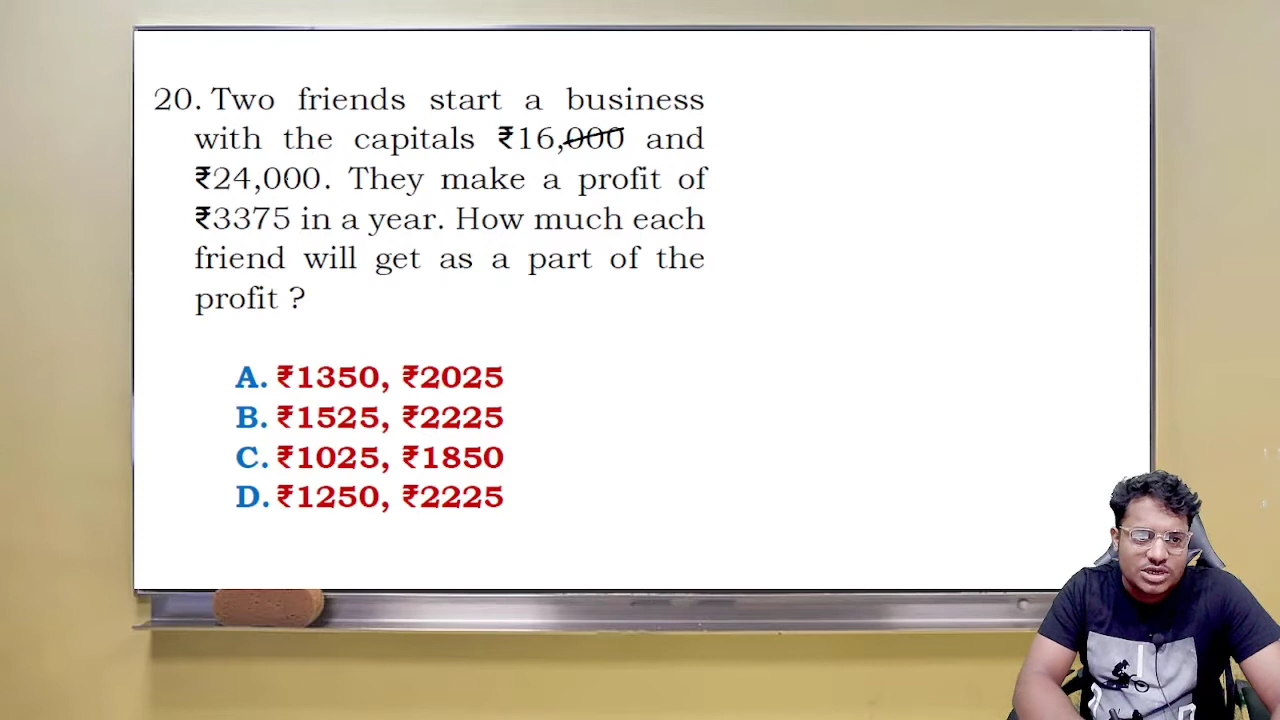 20. Two friends start a business
with the capitals ₹16,000 and
₹24,000. They make a profit of
₹3375 in a year. How much each
friend will get as a part of the
profit ?
A. ₹1350, ₹2025
B. ₹1525, ₹2225
C. ₹1025, ₹1850
D. ₹1250, ₹2225